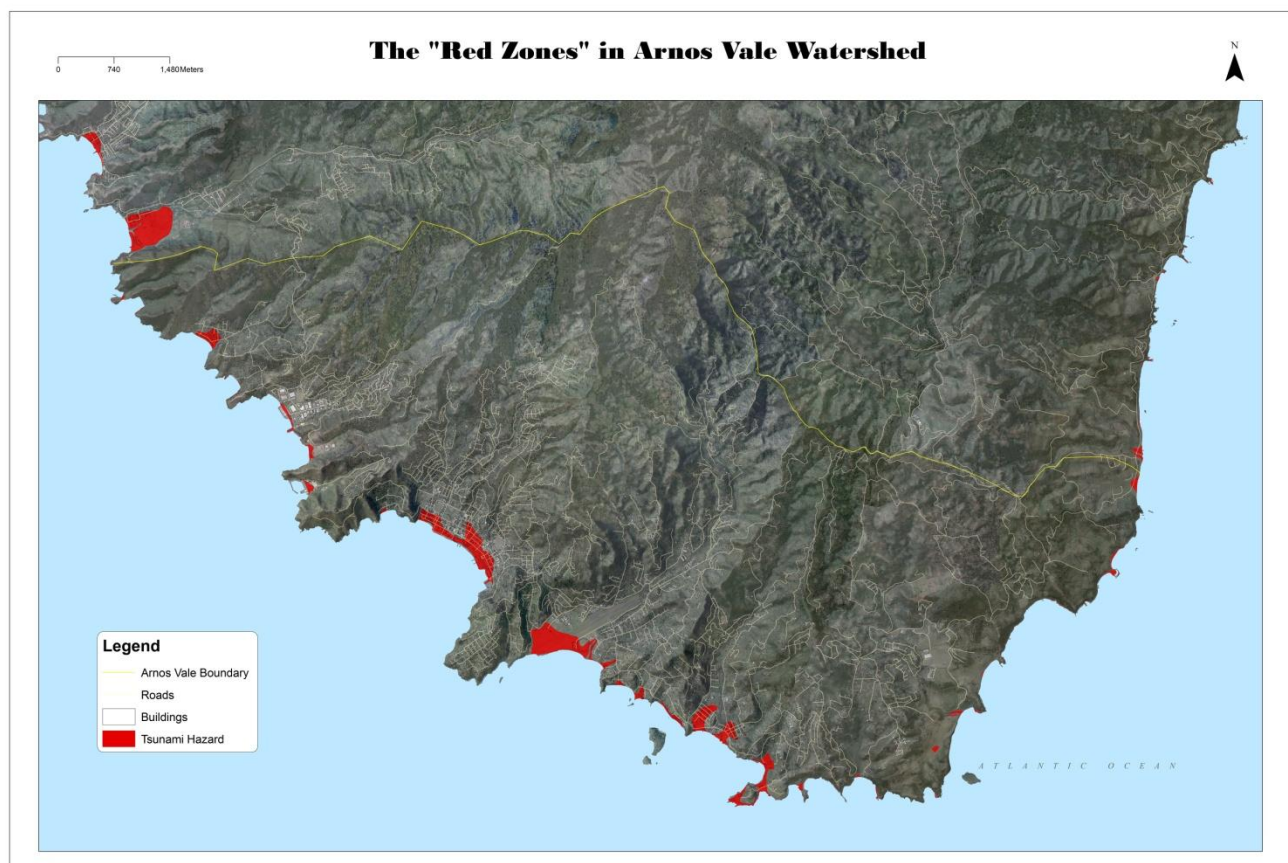 The "Red Zones" in Arnos Vale Watershed
N
0 740 1,480Meters
Legend
Arnos Vale Boundary
Roads
Buildings
Tsunami Hazard
ATLANTIC OCEAN